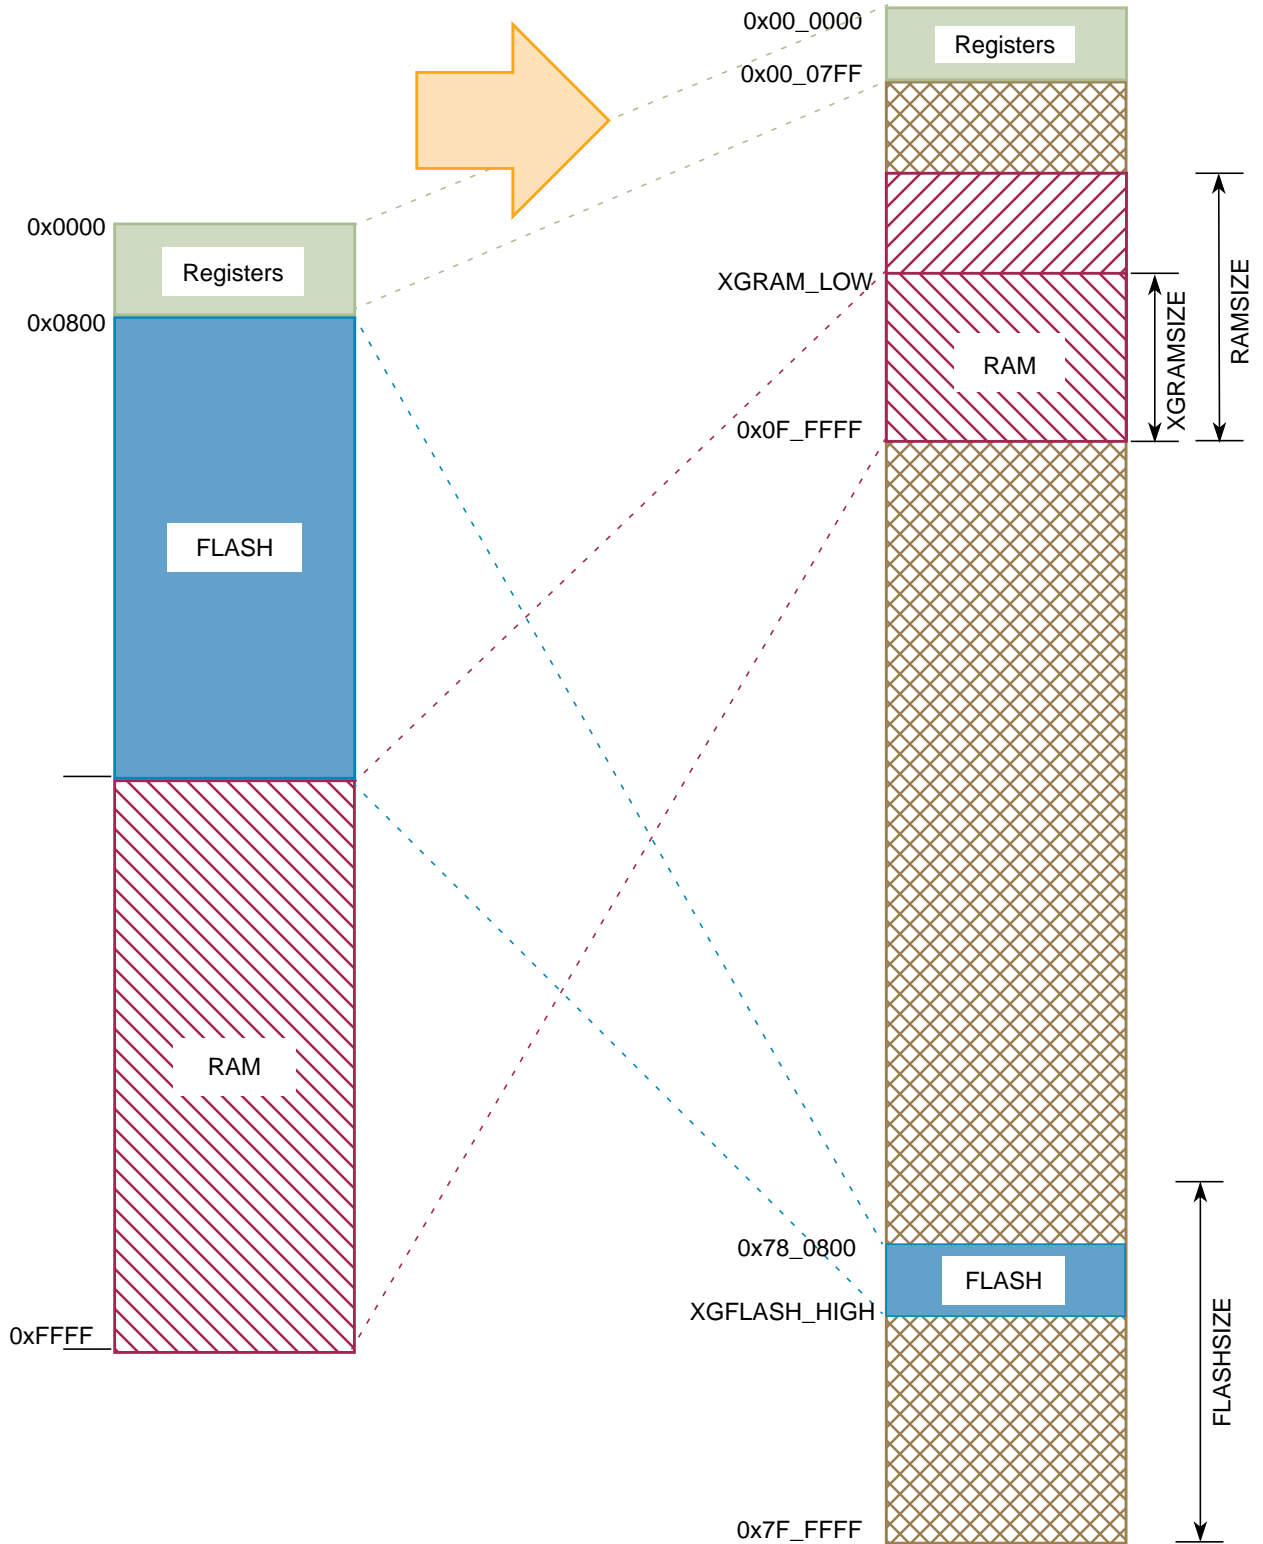 0x0000
Registers
0x0800
FLASH
RAM
0xFFFF
0x00_0000
Registers
0x00_07FF
XGRAM_LOW
RAM
0x0F_FFFF
XGRAMSIZE
RAMSIZE
0x78_0800
FLASH
XGFLASH_HIGH
FLASHSIZE
0x7F_FFFF